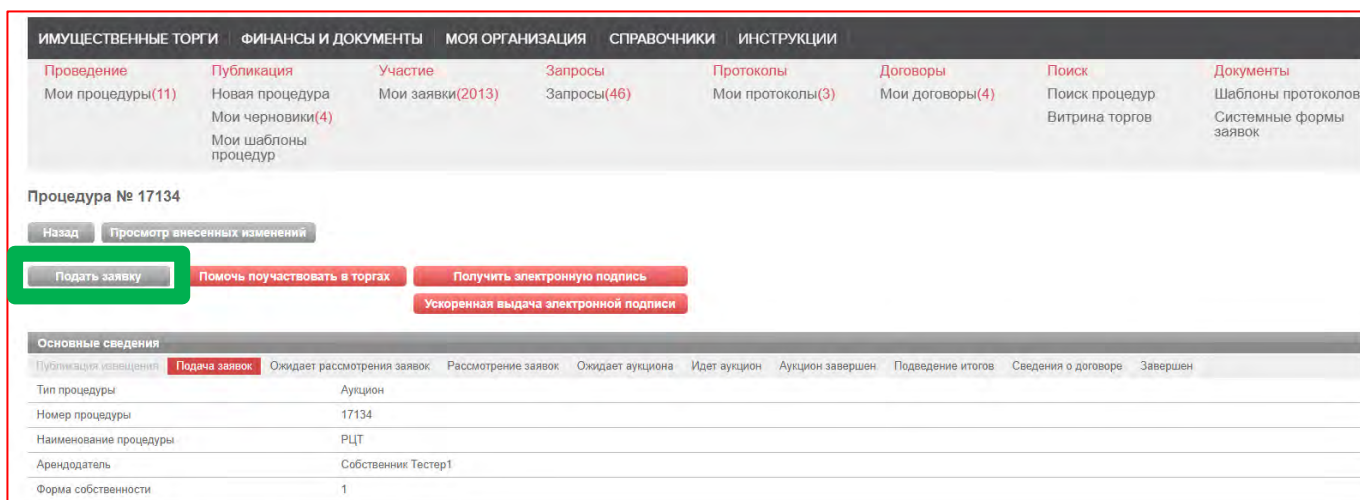 ИМУЩЕСТВЕННЫЕ ТОРГИ ФИНАНСЫ И ДОКУМЕНТЫ МОЯ ОРГАНИЗАЦИЯ СПРАВОЧНИКИ ИНСТРУКЦИИ
Проведение Публикация Участие Запросы Протоколы Договоры Поиск Документы
Мои процедуры(11) Новая процедура Мои заявки(2013) Запросы(46) Мои протоколы(3) Мои договоры(4) Поиск процедур Шаблоны протоколов
Мои черновики(4) Витрина торгов Системные формы
заявок
Мои шаблоны
процедур
Процедура № 17134
Назад Просмотр внесенных изменений
Подать заявку Помочь поучаствовать в торгах Получить электронную подпись
Ускоренная выдача электронной подписи
Основные сведения
Публикация извещения Подача заявок Ожидает рассмотрения заявок Рассмотрение заявок Ожидает аукциона Идет аукцион Аукцион завершен Подведение итогов Сведения о договоре Завершен
Тип процедуры Аукцион
Номер процедуры 17134
Наименование процедуры РЦТ
Арендодатель Собственник Тестер1
Форма собственности 1